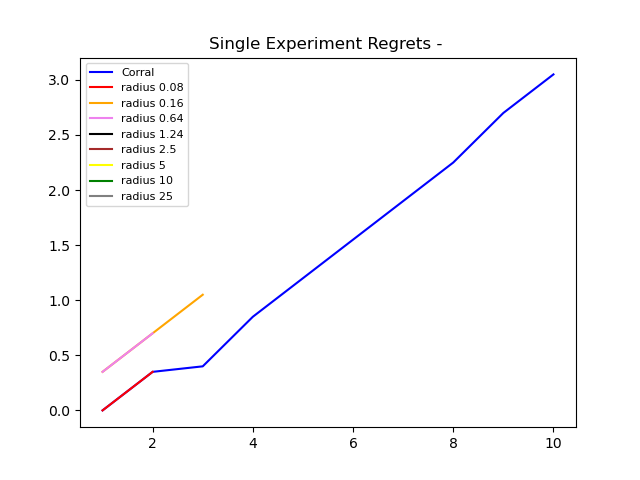 Single Experiment Regrets -
3.0
2.5
2.0
1.5
1.0
0.5
0.0
Corral
radius 0.08
radius 0.16
radius 0.64
radius 1.24
radius 2.5
radius 5
radius 10
radius 25
2 4 6 8 10